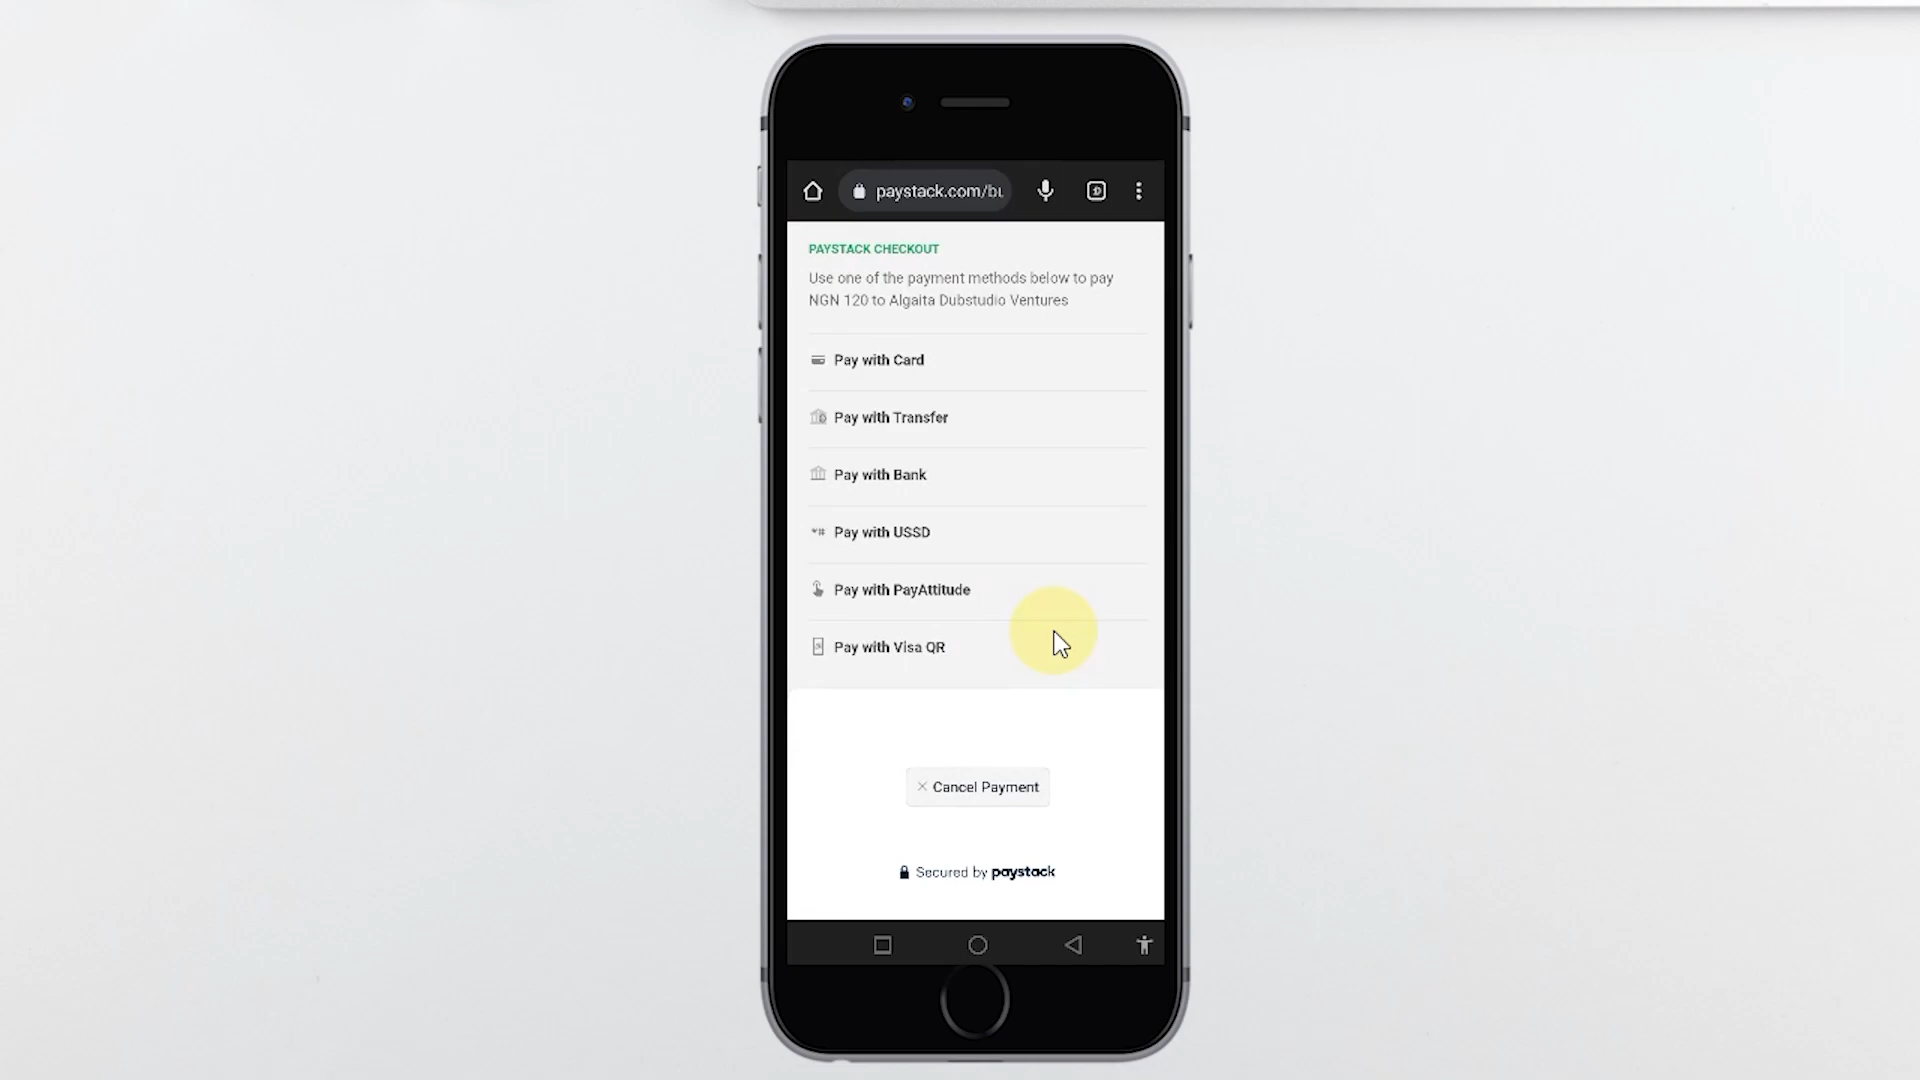 paystack.com/bu
PAYSTACK CHECKOUT
Use one of the payment methods below to pay
NGN 120 to Algaita Dubstudio Ventures
Pay with Card
Pay with Transfer
Pay with Bank
*# Pay with USSD
Pay with PayAttitude
Pay with Visa QR
× Cancel Payment
Secured by paystack